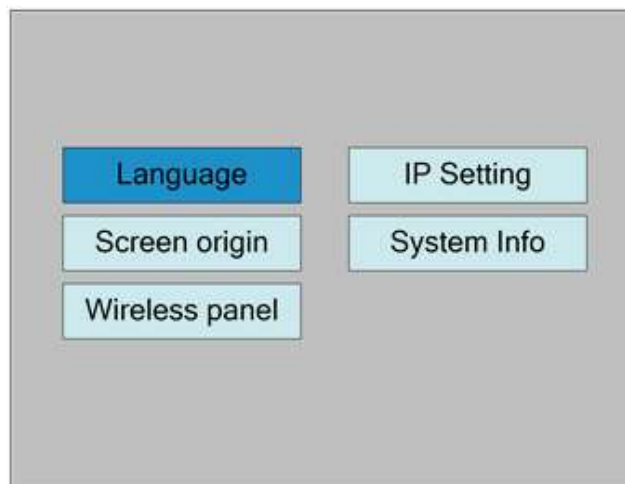 Language
IP Setting
Screen origin
System Info
Wireless panel